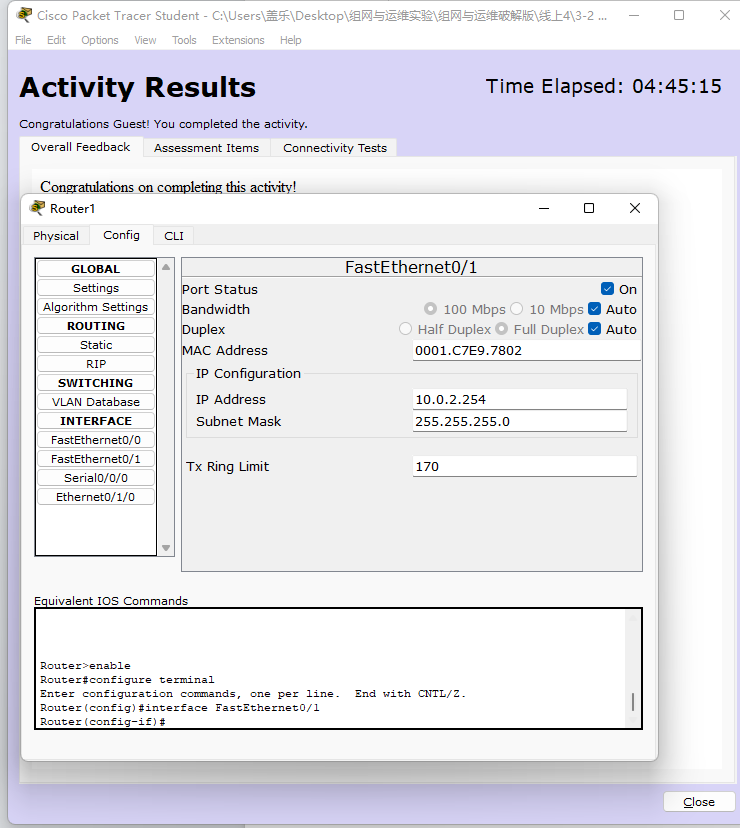 Cisco Packet Tracer Student - C:\Users\盖乐\Desktop\组网与运维实验\组网与运维破解版\线上4\3-2 ...
File Edit Options View Tools Extensions Help
Activity Results
Time Elapsed: 04:45:15
Congratulations Guest! You completed the activity.
Overall Feedback Assessment Items Connectivity Tests
Congratulations on completing this activity!
Router1
Physical Config CLI
GLOBAL
Settings
Algorithm Settings
ROUTING
Static
RIP
SWITCHING
VLAN Database
INTERFACE
FastEthernet0/0
FastEthernet0/1
Serial0/0/0
Ethernet0/1/0
FastEthernet0/1
Port Status On
Bandwidth 100 Mbps 10 Mbps Auto
Duplex Half Duplex Full Duplex Auto
MAC Address 0001.C7E9.7802
IP Configuration
IP Address 10.0.2.254
Subnet Mask 255.255.255.0
Tx Ring Limit 170
Equivalent IOS Commands
Router>enable
Router#configure terminal
Enter configuration commands, one per line.  End with CNTL/Z.
Router(config)#interface FastEthernet0/1
Router(config-if)#
Close